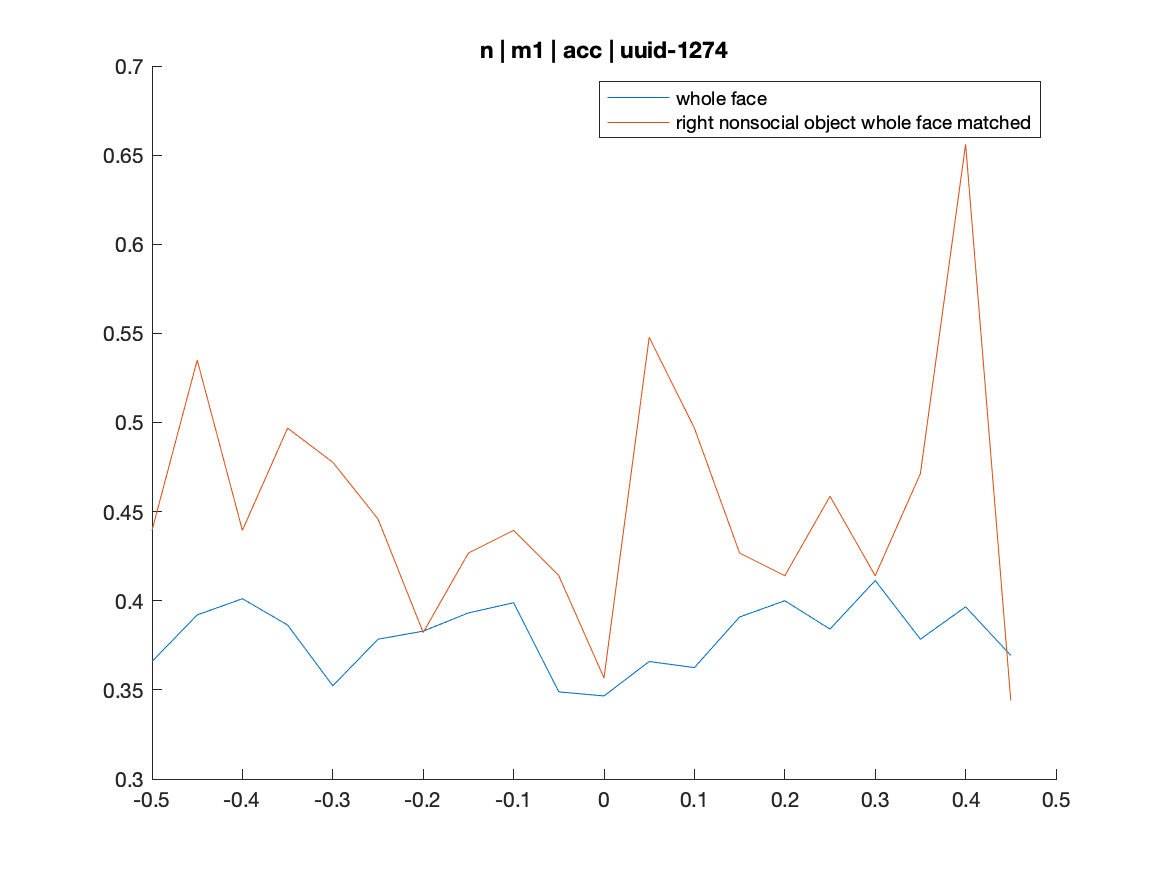 n | m1 | acc | uuid-1274
whole face
right nonsocial object whole face matched
0.7
0.65
0.6
0.55
0.5
0.45
0.4
0.35
0.3
-0.5 -0.4 -0.3 -0.2 -0.1 0 0.1 0.2 0.3 0.4 0.5